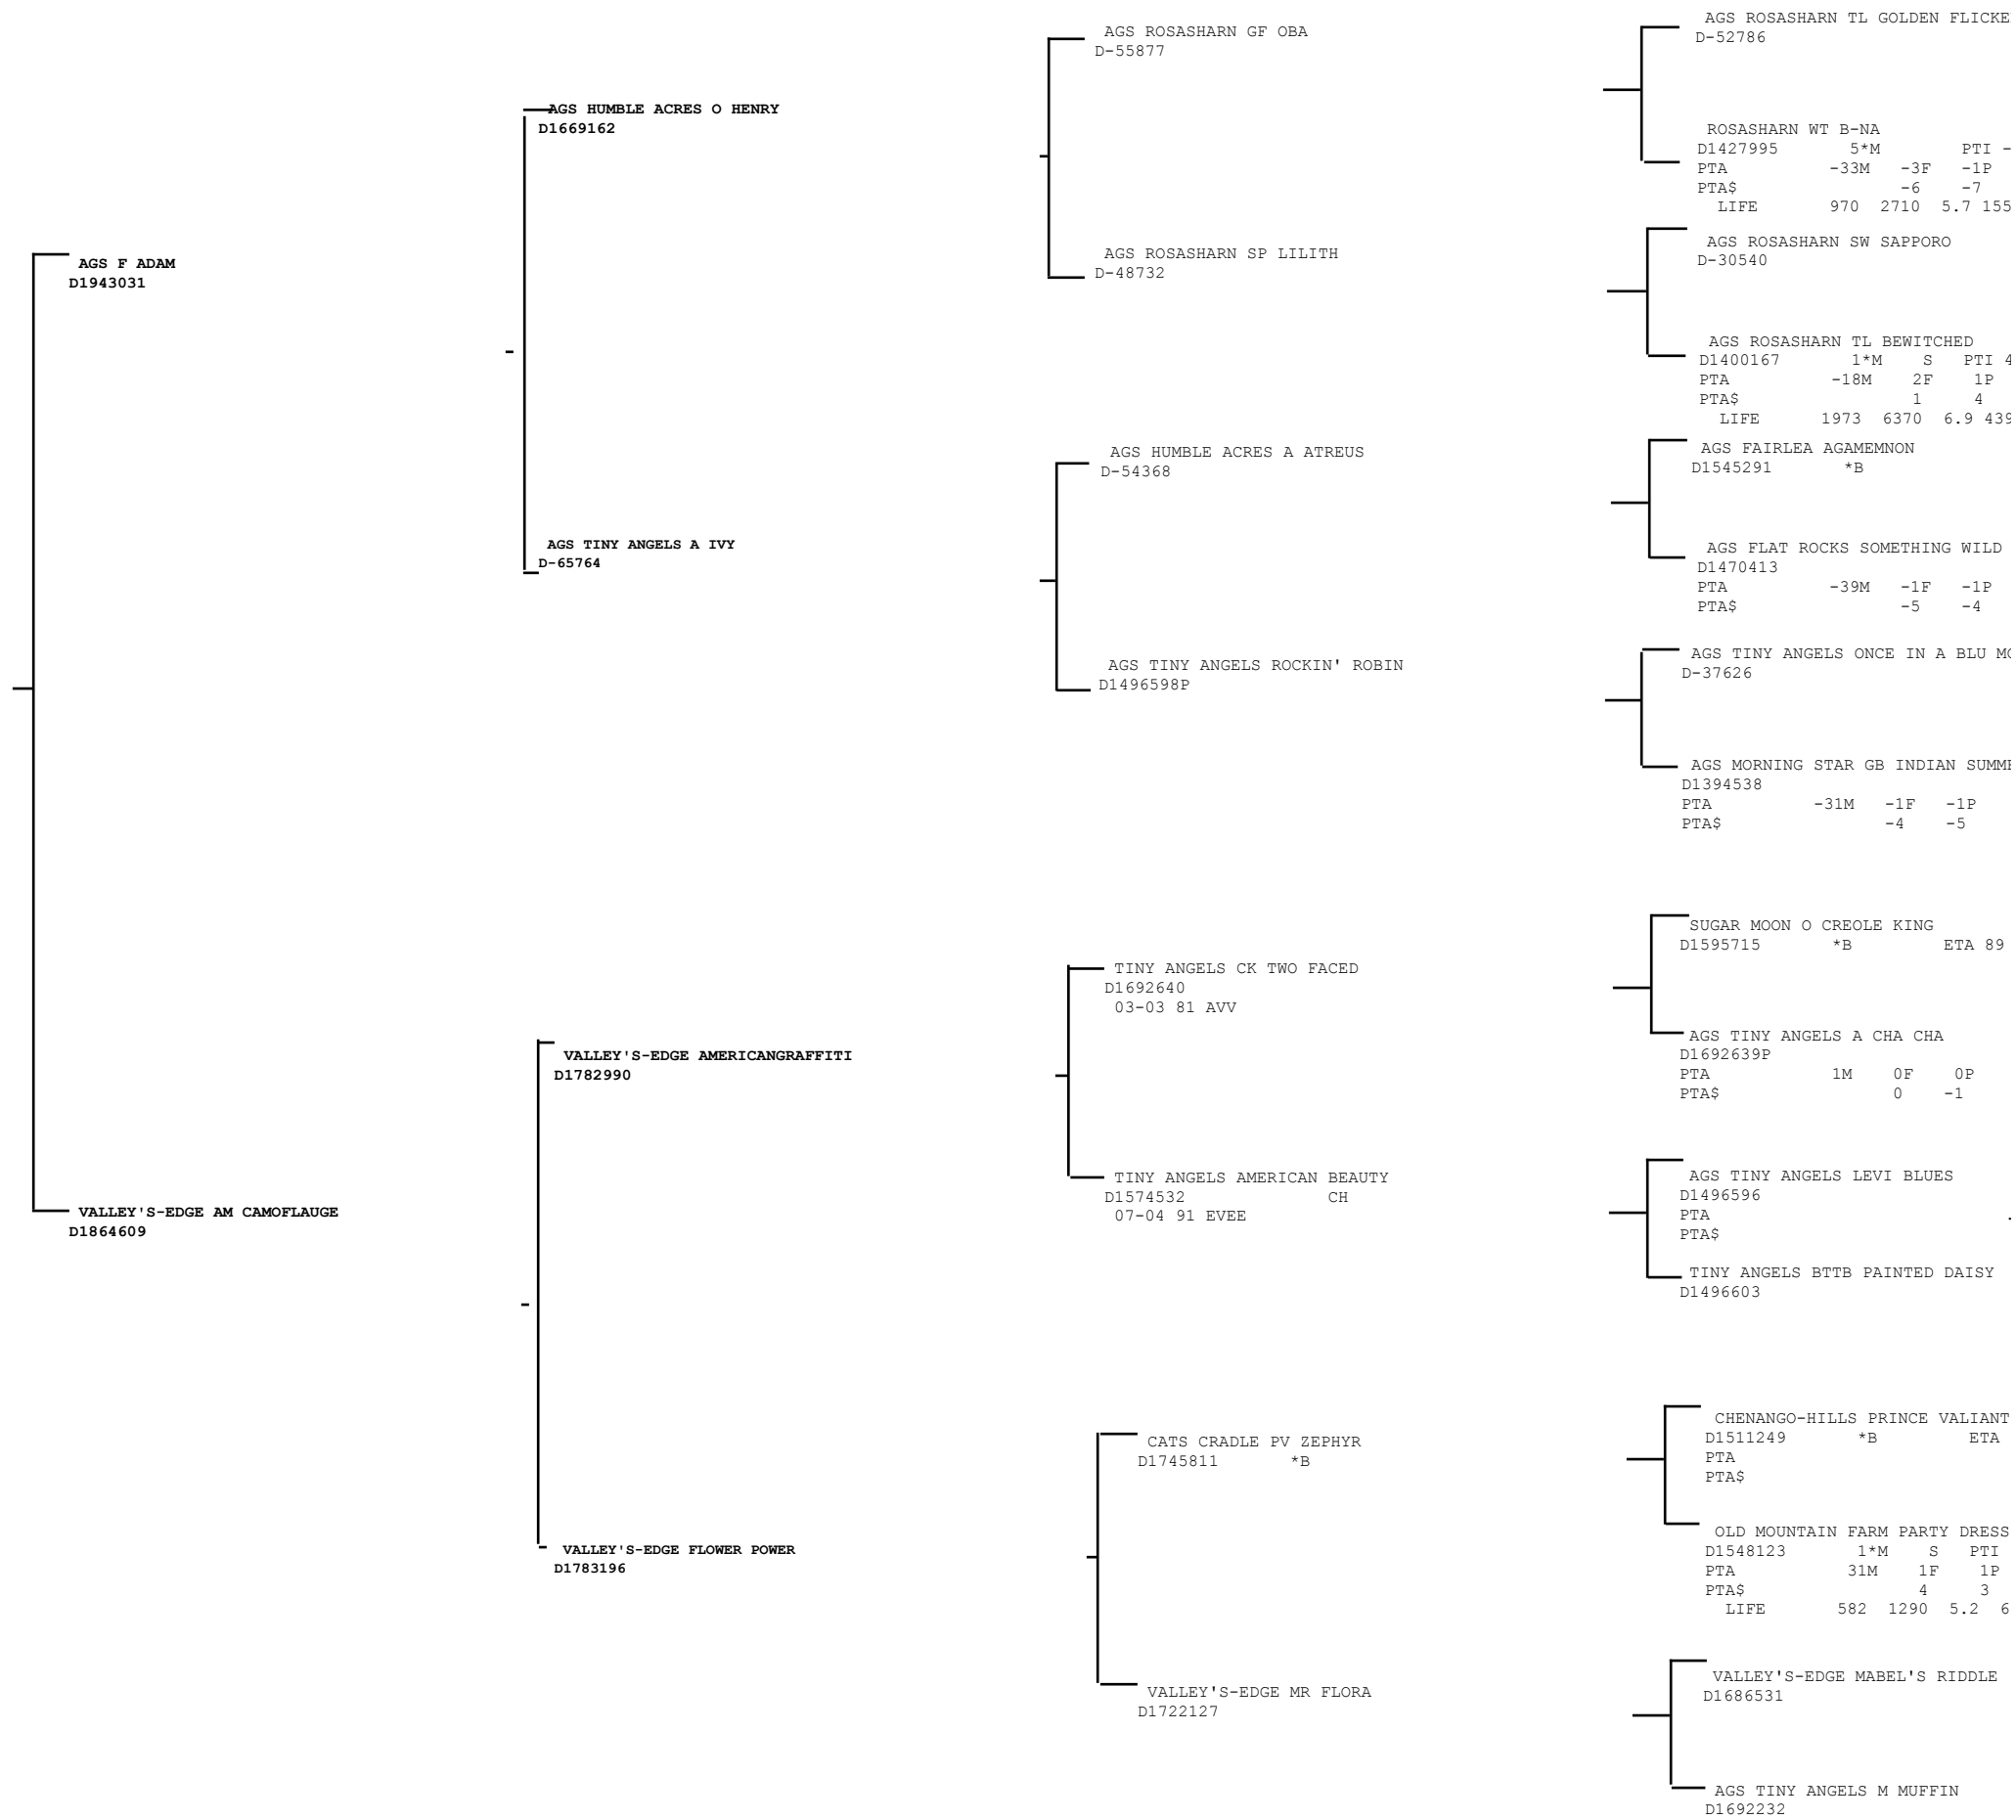 AGS F ADAM
D1943031
VALLEY'S-EDGE AM CAMOFLAUGE
D1864609
AGS HUMBLE ACRES O HENRY
D1669162
AGS TINY ANGELS A IVY
D-65764
VALLEY'S-EDGE AMERICANGRAFFITI
D1782990
VALLEY'S-EDGE FLOWER POWER
D1783196
AGS ROSASHARN GF OBA
D-55877
AGS ROSASHARN SP LILITH
D-48732
AGS HUMBLE ACRES A ATREUS
D-54368
AGS TINY ANGELS ROCKIN' ROBIN
D1496598P
TINY ANGELS CK TWO FACED
D1692640
03-03 81 AVV
TINY ANGELS AMERICAN BEAUTY
D1574532 CH
07-04 91 EVEE
CATS CRADLE PV ZEPHYR
D1745811 *B
VALLEY'S-EDGE MR FLORA
D1722127
AGS ROSASHARN TL GOLDEN FLICKE
D-52786
ROSASHARN WT B-NA
D1427995 5*M PTI -
PTA -33M -3F -1P
PTA$ -6 -7
LIFE 970 2710 5.7 155
AGS ROSASHARN SW SAPPORO
D-30540
AGS ROSASHARN TL BEWITCHED
D1400167 1*M S PTI 4
PTA -18M 2F 1P
PTA$ 1 4
LIFE 1973 6370 6.9 439
AGS FAIRLEA AGAMEMNON
D1545291 *B
AGS FLAT ROCKS SOMETHING WILD
D1470413
PTA -39M -1F -1P
PTA$ -5 -4
AGS TINY ANGELS ONCE IN A BLU MO
D-37626
AGS MORNING STAR GB INDIAN SUMME
D1394538
PTA -31M -1F -1P
PTA$ -4 -5
SUGAR MOON O CREOLE KING
D1595715 *B ETA 89
AGS TINY ANGELS A CHA CHA
D1692639P
PTA 1M 0F 0P
PTA$ 0 -1
AGS TINY ANGELS LEVI BLUES
D1496596
PTA
PTA$
TINY ANGELS BTTB PAINTED DAISY
D1496603
CHENANGO-HILLS PRINCE VALIANT
D1511249 *B ETA
PTA
PTA$
OLD MOUNTAIN FARM PARTY DRESS
D1548123 1*M S PTI
PTA 31M 1F 1P
PTA$ 4 3
LIFE 582 1290 5.2 6
VALLEY'S-EDGE MABEL'S RIDDLE
D1686531
AGS TINY ANGELS M MUFFIN
D1692232